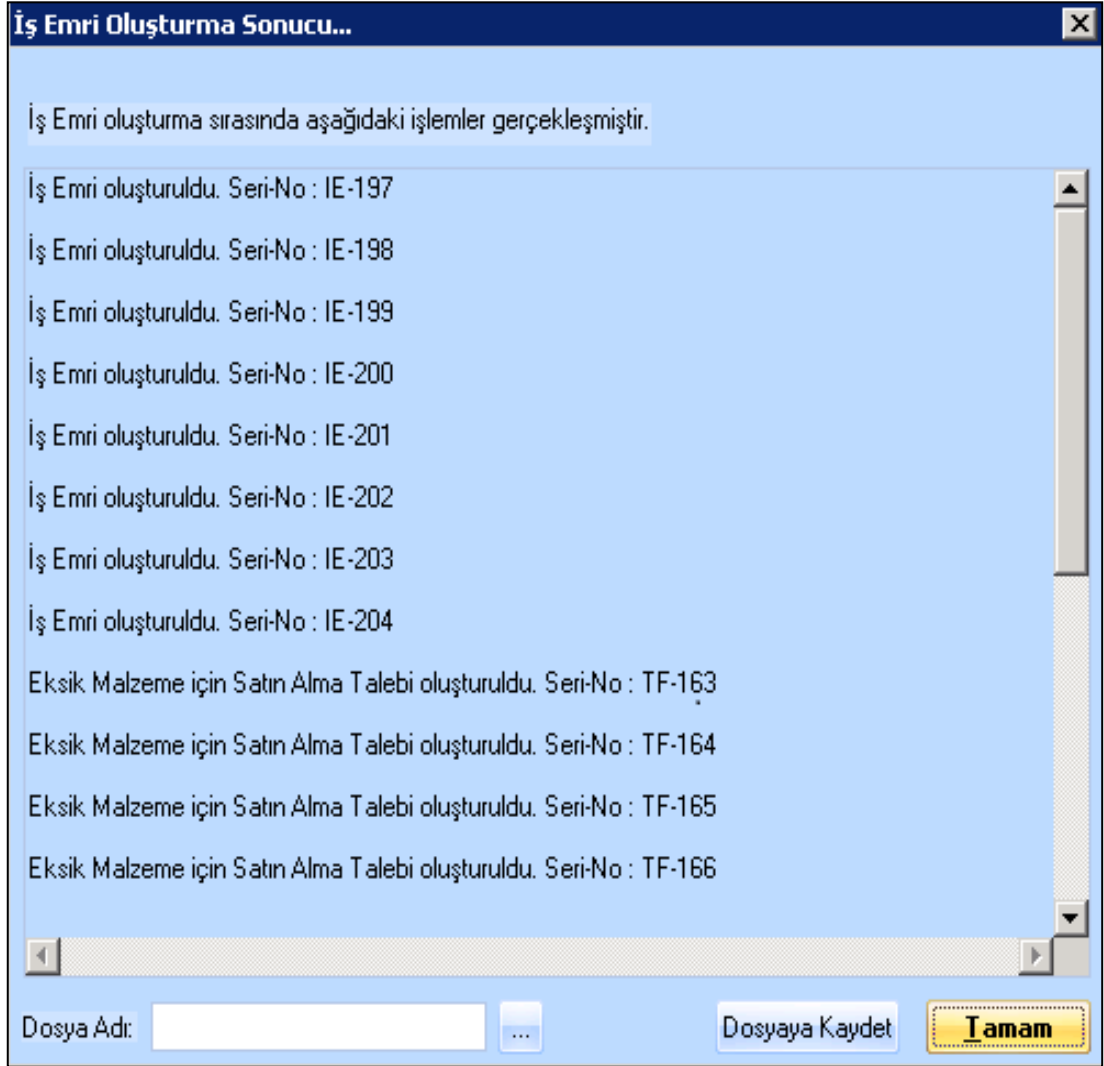 İş Emri Oluşturma Sonucu...
İş Emri oluşturma sırasında aşağıdaki işlemler gerçekleşmiştir.
İş Emri oluşturuldu. Seri-No : IE-197
İş Emri oluşturuldu. Seri-No : IE-198
İş Emri oluşturuldu. Seri-No : IE-199
İş Emri oluşturuldu. Seri-No : IE-200
İş Emri oluşturuldu. Seri-No : IE-201
İş Emri oluşturuldu. Seri-No : IE-202
İş Emri oluşturuldu. Seri-No : IE-203
İş Emri oluşturuldu. Seri-No : IE-204
Eksik Malzeme için Satın Alma Talebi oluşturuldu. Seri-No : TF-163
Eksik Malzeme için Satın Alma Talebi oluşturuldu. Seri-No : TF-164
Eksik Malzeme için Satın Alma Talebi oluşturuldu. Seri-No : TF-165
Eksik Malzeme için Satın Alma Talebi oluşturuldu. Seri-No : TF-166
Dosya Adı: ... Dosyaya Kaydet Tamam